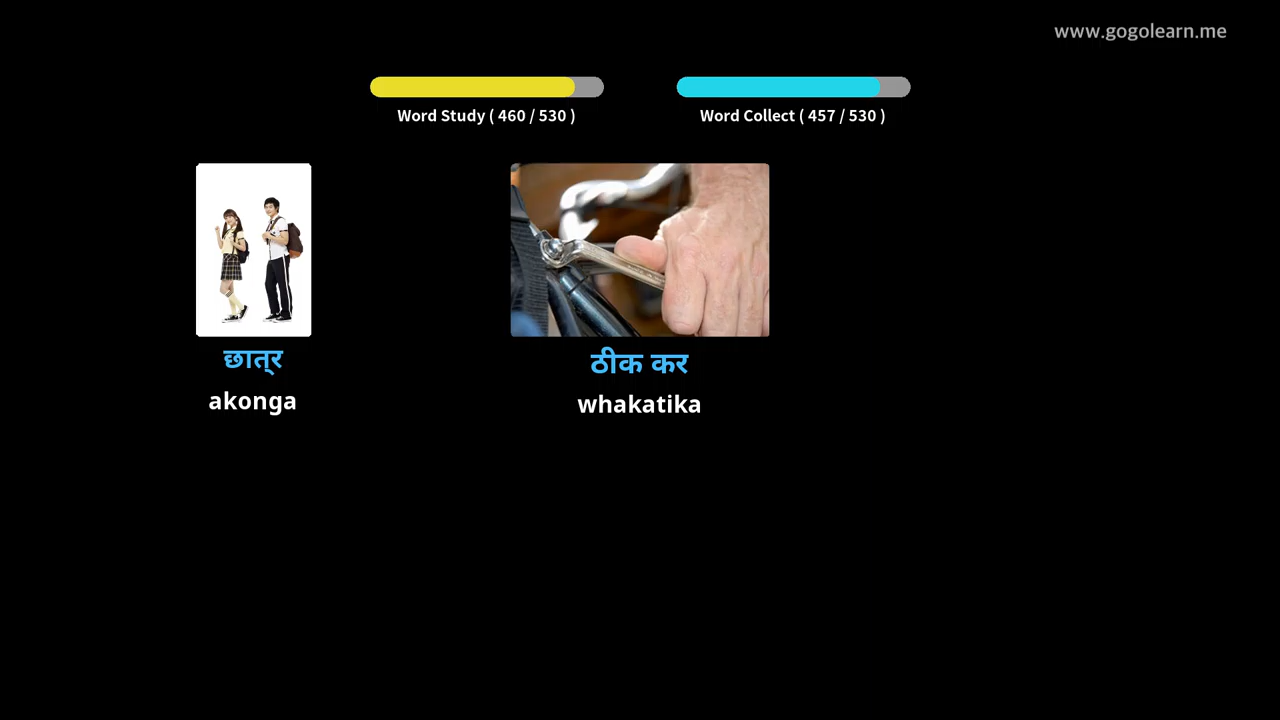 www.gogolearn.me
Word Study ( 460 / 530 )
Word Collect ( 457 / 530 )
छात्र
akonga
ठीक कर
whakatika